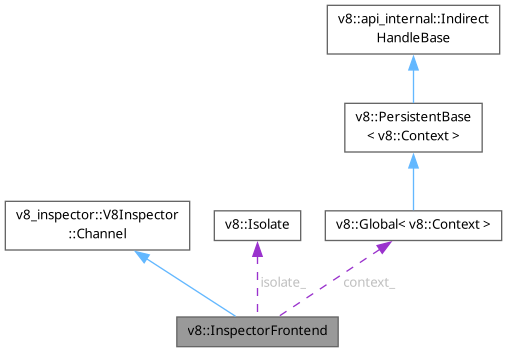 v8::api_internal::Indirect
HandleBase
v8::PersistentBase
< v8::Context >
v8_inspector::V8Inspector
::Channel
v8::Isolate
v8::Global< v8::Context >
isolate_
context_
v8::InspectorFrontend